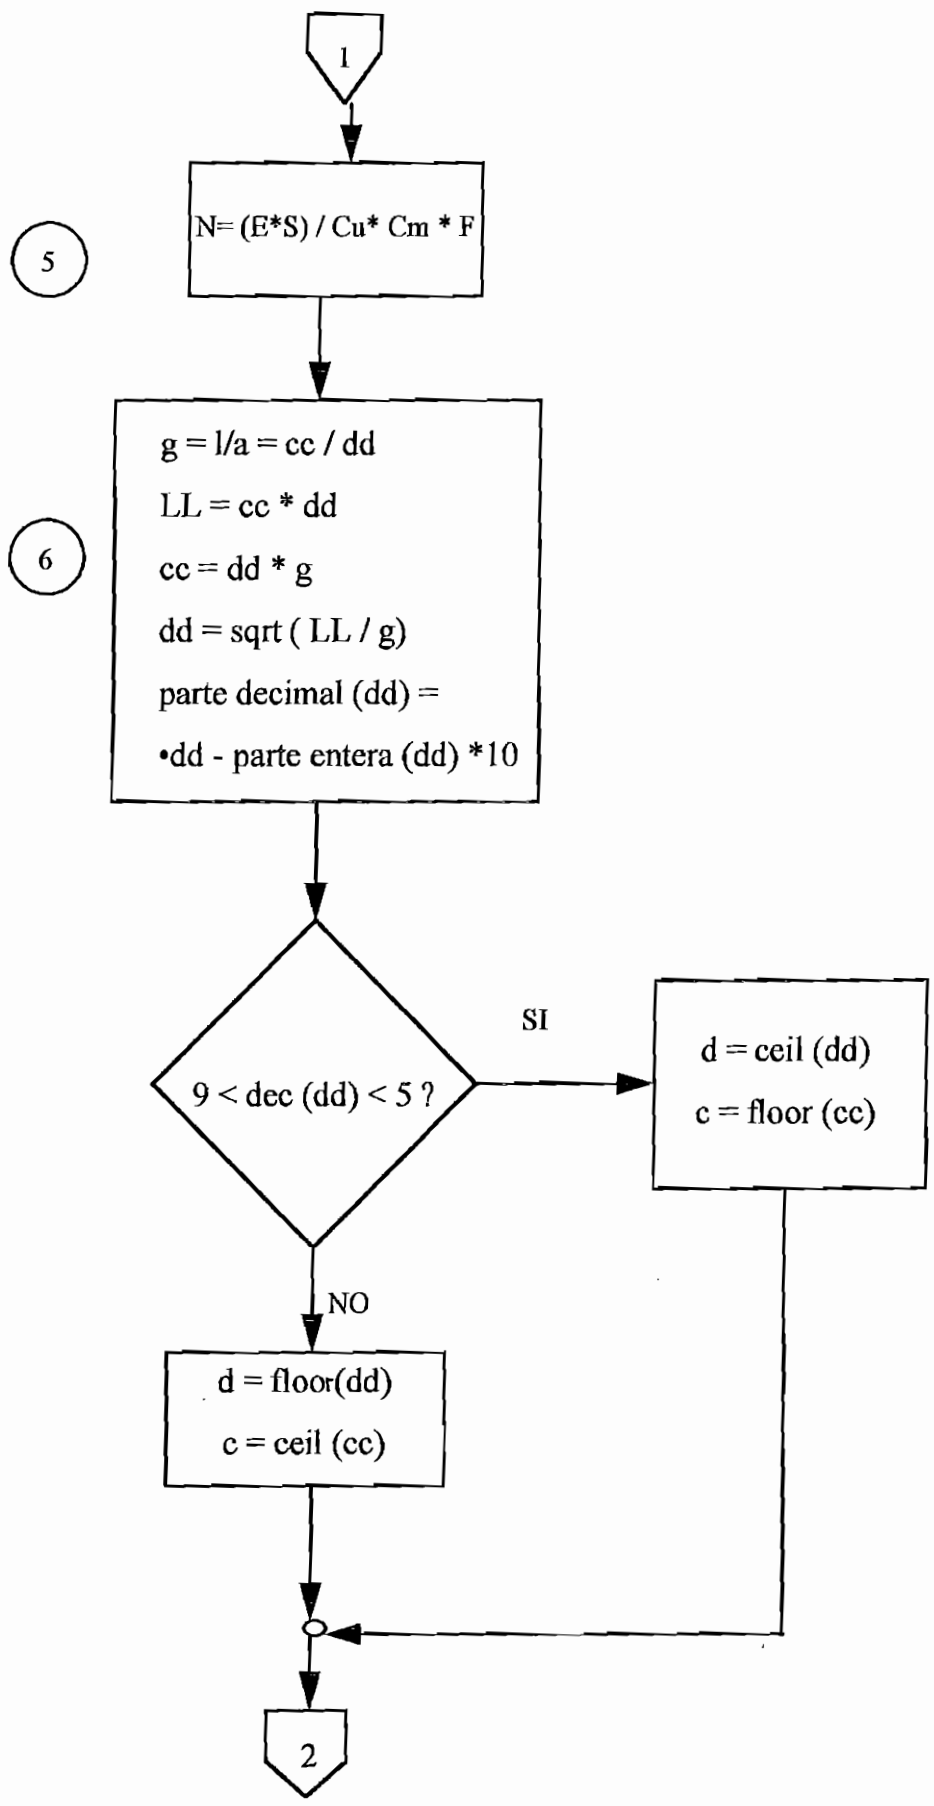 1
N= (E*S) / Cu* Cm * F
5
g = l/a = cc / dd
LL = cc * dd
6
cc = dd * g
dd = sqrt ( LL / g)
parte decimal (dd) =
•dd - parte entera (dd) *10
SI
d = ceil (dd)
9 < dec (dd) < 5 ?
c = floor (cc)
NO
d = floor(dd)
c = ceil (cc)
2